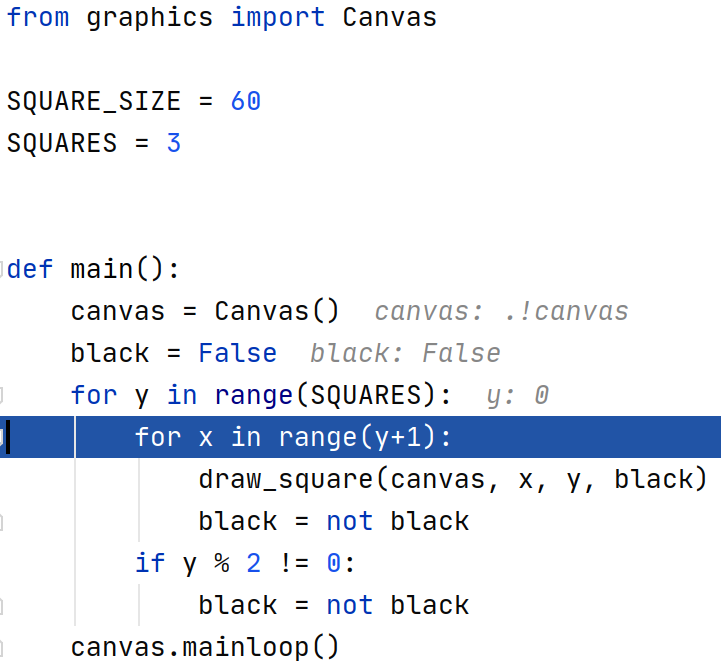 from graphics import Canvas
SQUARE_SIZE = 60
SQUARES = 3
def main():
canvas = Canvas() canvas: .!canvas
black = False black: False
for y in range(SQUARES): y: 0
for x in range(y+1):
draw_square(canvas, x, y, black)
black = not black
if y % 2 != 0:
black = not black
canvas.mainloop()